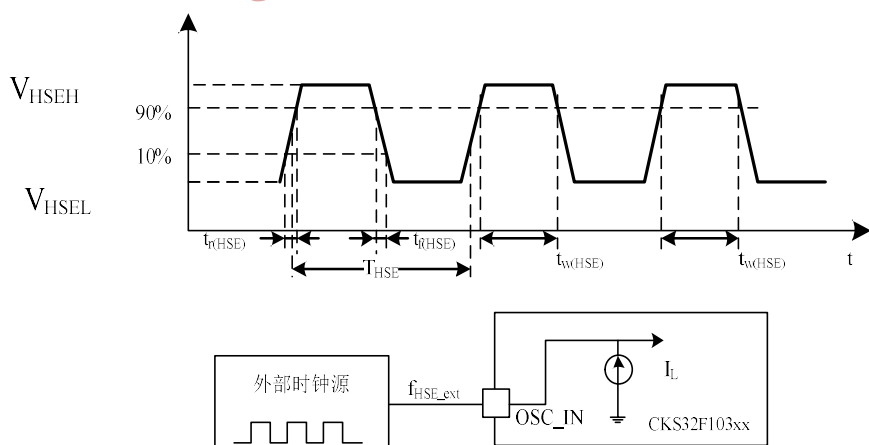 V_HSEH
90%
10%
V_HSEL
t_r(HSE)
t_f(HSE)
T_HSE
t_w(HSE)
t_w(HSE)
t
外部时钟源
f_HSE_ext
OSC_IN
I_L
CKS32F103xx